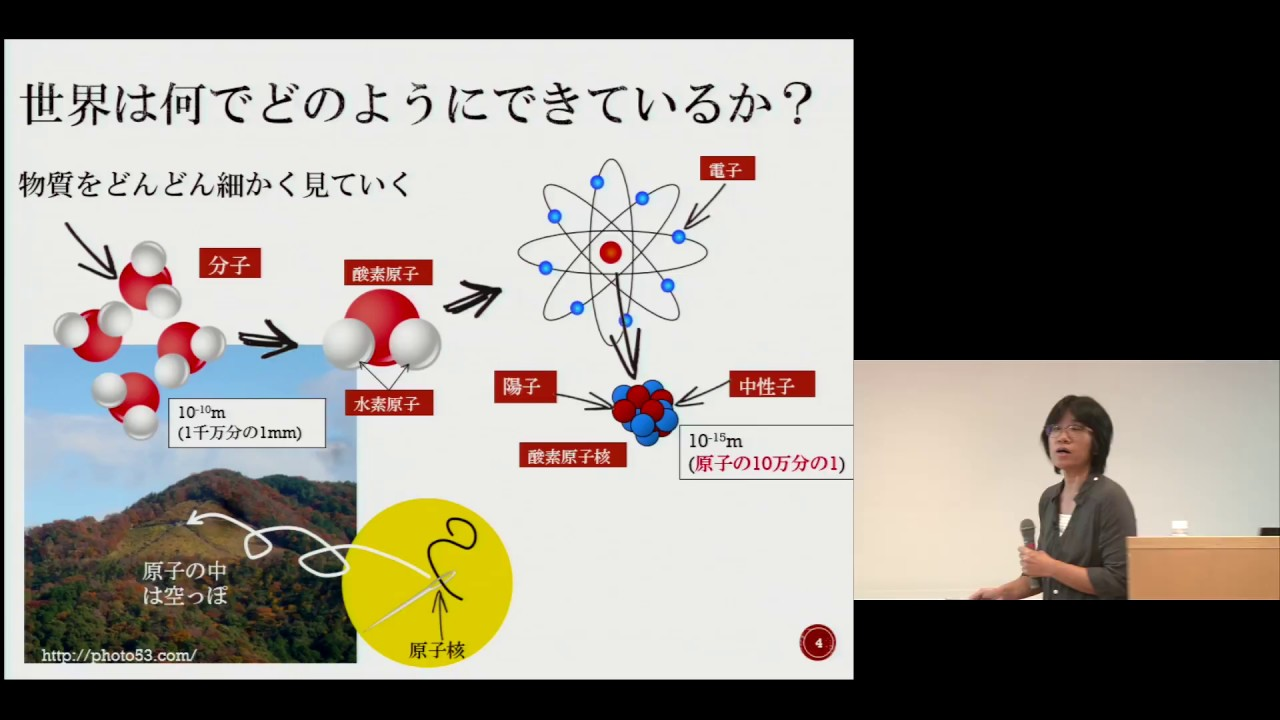 世界は何でどのようにできているか？
物質をどんどん細かく見ていく
電子
分子
酸素原子
水素原子
陽子
中性子
10-10m
(1千万分の1mm)
酸素原子核
10-15m
(原子の10万分の1)
原子の中
は空っぽ
原子核
http://photo53.com/
4